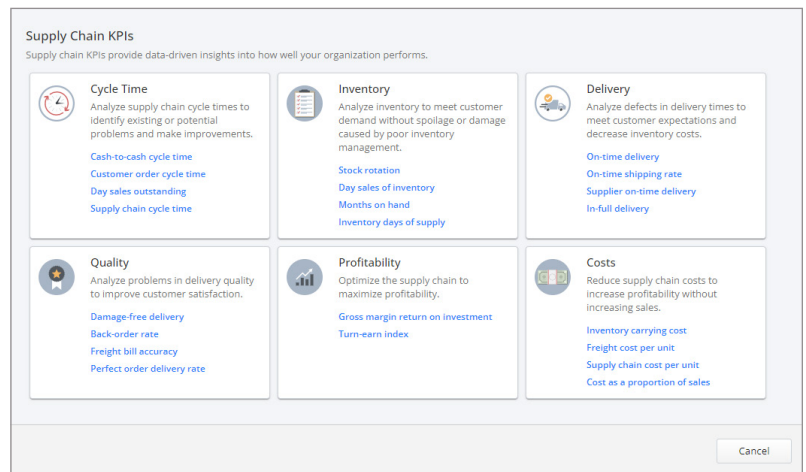 Supply Chain KPIs
Supply chain KPIs provide data-driven insights into how well your organization performs.
Cycle Time
Analyze supply chain cycle times to
identify existing or potential
problems and make improvements.
Cash-to-cash cycle time
Customer order cycle time
Day sales outstanding
Supply chain cycle time
Inventory
Analyze inventory to meet customer
demand without spoilage or damage
caused by poor inventory
management.
Stock rotation
Day sales of inventory
Months on hand
Inventory days of supply
Delivery
Analyze defects in delivery times to
meet customer expectations and
decrease inventory costs.
On-time delivery
On-time shipping rate
Supplier on-time delivery
In-full delivery
Quality
Analyze problems in delivery quality
to improve customer satisfaction.
Damage-free delivery
Back-order rate
Freight bill accuracy
Perfect order delivery rate
Profitability
Optimize the supply chain to
maximize profitability.
Gross margin return on investment
Turn-earn index
Costs
Reduce supply chain costs to
increase profitability without
increasing sales.
Inventory carrying cost
Freight cost per unit
Supply chain cost per unit
Cost as a proportion of sales
Cancel